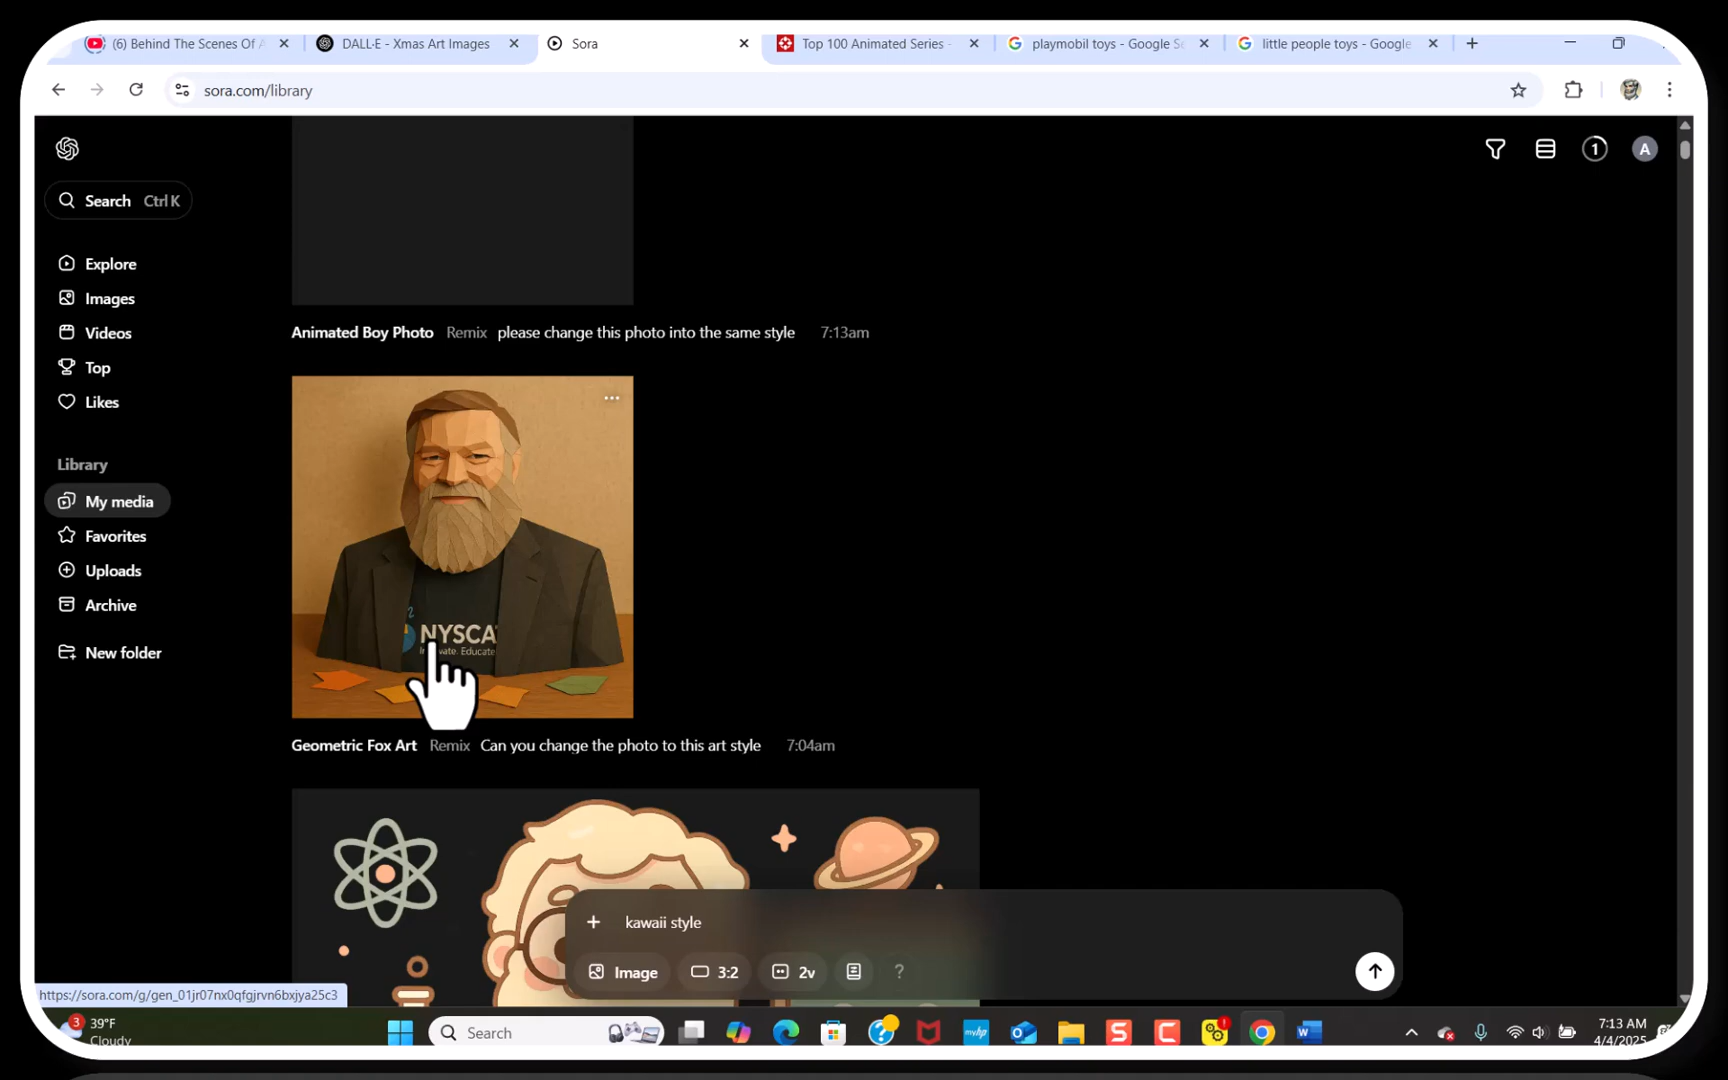 (6) Behind The Scenes Of A
DALL·E - Xmas Art Images
Sora
Top 100 Animated Series -
playmobil toys - Google Se
little people toys - Google
sora.com/library
1
A
Search Ctrl K
Explore
Images
Videos
Top
Likes
Library
My media
Favorites
Uploads
Archive
New folder
Animated Boy Photo Remix please change this photo into the same style 7:13am
NYSCA
Geometric Fox Art Remix Can you change the photo to this art style 7:04am
kawaii style
Image 3:2 2v ?
https://sora.com/g/gen_01jr07nx0qfgjrvn6bxjya25c3
3
39°F
Cloudy
Search
7:13 AM
4/4/2025